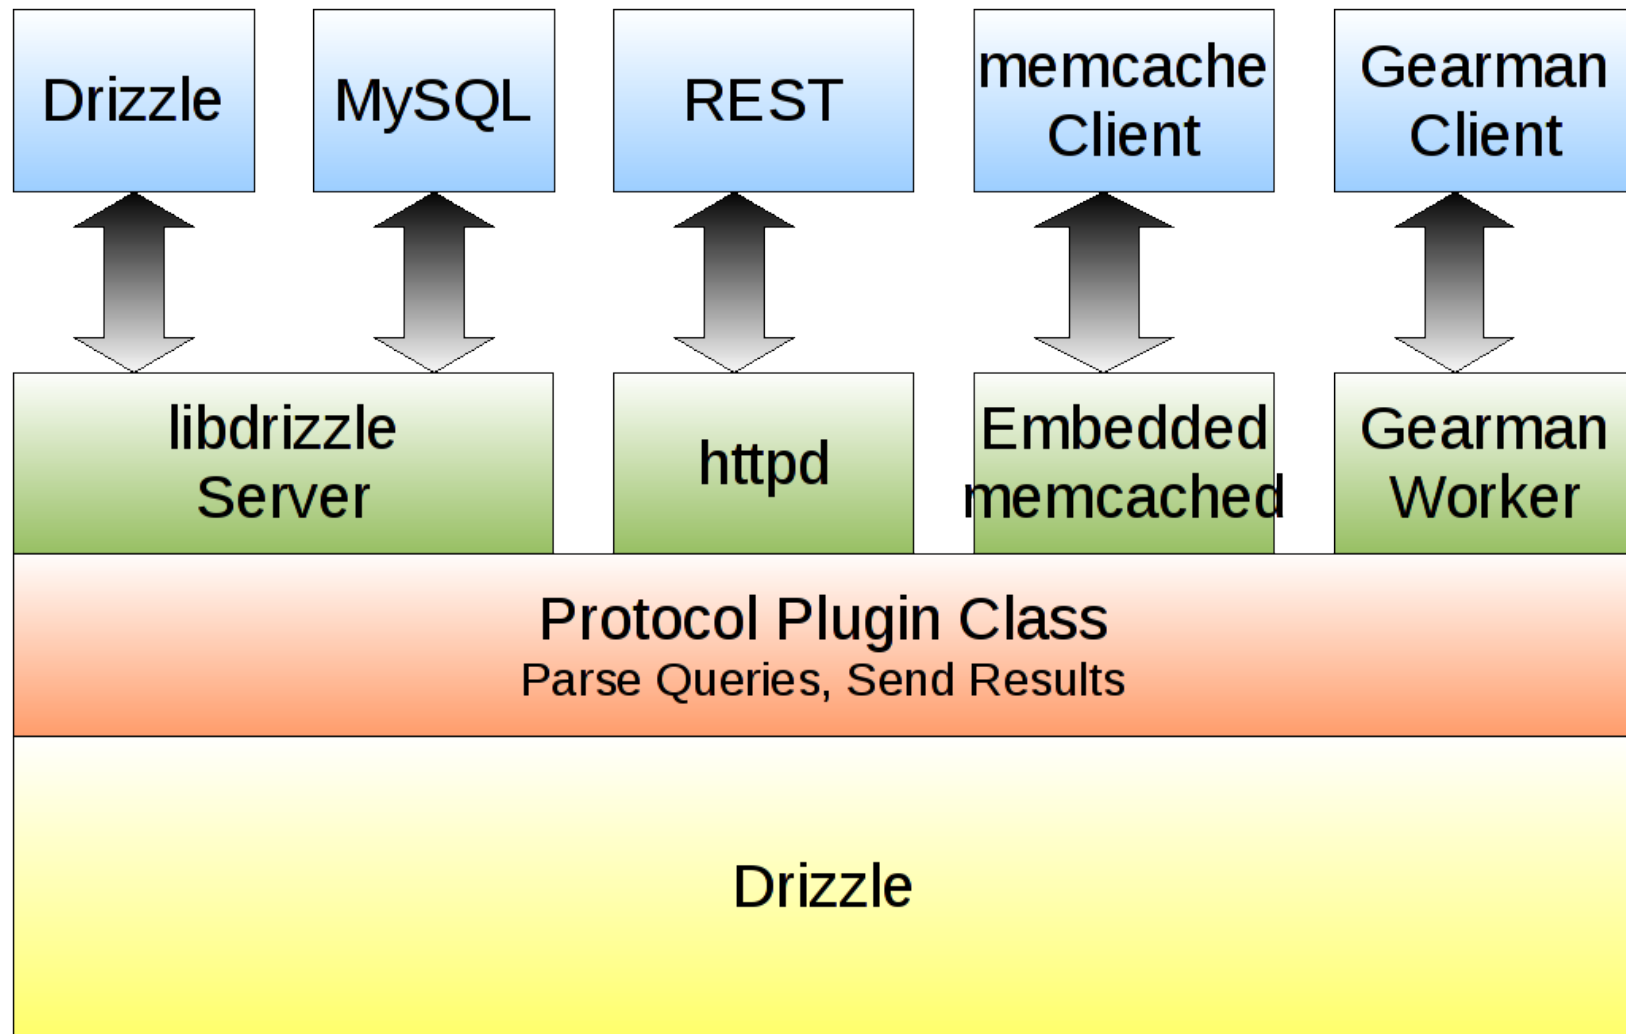 Drizzle
MySQL
REST
memcache
Client
Gearman
Client
libdrizzle
Server
httpd
Embedded
memcached
Gearman
Worker
Protocol Plugin Class
Parse Queries, Send Results
Drizzle